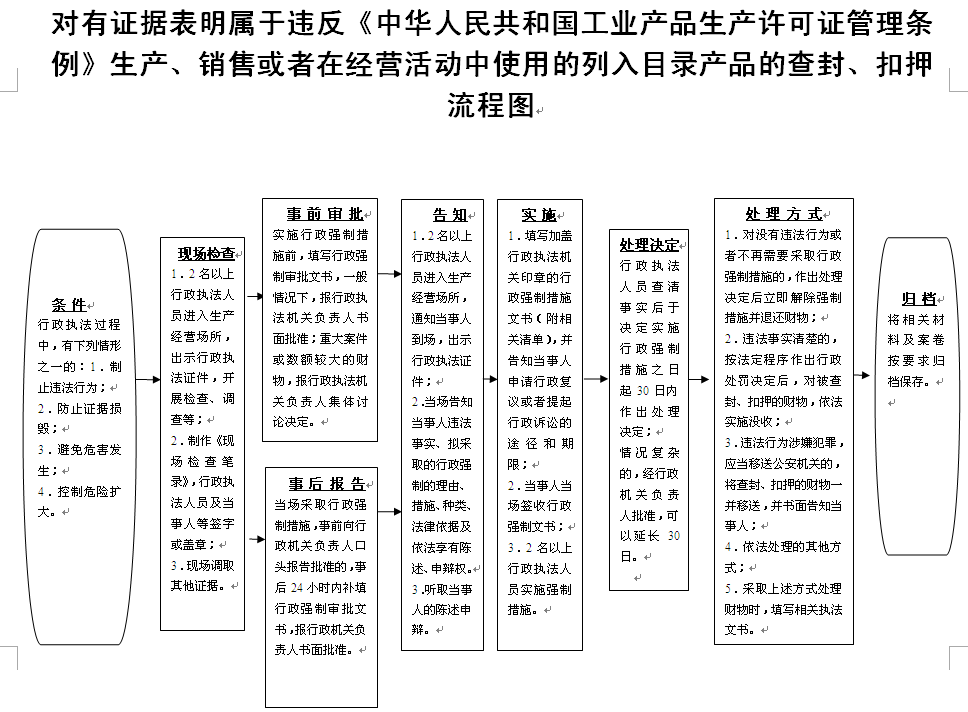 对有证据表明属于违反《中华人民共和国工业产品生产许可证管理条
例》生产、销售或者在经营活动中使用的列入目录产品的查封、扣押
流程图
条 件
行政执法过程
中，有下列情形
之一的：1．制
止违法行为；
2．防止证据损
毁；
3．避免危害发
生；
4．控制危险扩
大。
现场检查
1．2名以上
行政执法人
员进入生产
经营场所，
出示行政执
法证件，开
展检查、调
查等；
2．制作《现
场检查笔
录》，行政执
法人员及当
事人等签字
或盖章；
3．现场调取
其他证据。
事 前 审 批
实施行政强制措
施前，填写行政强
制审批文书，一般
情况下，报行政执
法机关负责人书
面批准；重大案件
或数额较大的财
物，报行政执法机
关负责人集体讨
论决定。
事 后 报 告
当场采取行政强
制措施，事前向行
政机关负责人口
头报告批准的，事
后24小时内补填
行政强制审批文
书，报行政机关负
责人书面批准。
告 知
1．2名以上
行政执法人
员进入生产
经营场所，
通知当事人
到场，出示
行政执法证
件；
2.当场告知
当事人违法
事实、拟采
取的行政强
制的理由、
措施、种类、
法律依据及
依法享有陈
述、申辩权。
3.听取当事
人的陈述申
辩。
实 施
1．填写加盖
行政执法机
关印章的行
政强制措施
文书（附相
关清单），并
告知当事人
申请行政复
议或者提起
行政诉讼的
途径和期
限；
2．当事人当
场签收行政
强制文书；
3．2名以上
行政执法人
员实施强制
措施。
处理决定
行政执法
人员查清
事实后于
决定实施
行政强制
措施之日
起30日内
作出处理
决定；
情况复杂
的，经行政
机关负责
人批准，可
以延长30
日。
处 理 方 式
1．对没有违法行为或
者不再需要采取行政
强制措施的，作出处理
决定后立即解除强制
措施并退还财物；
2．违法事实清楚的，
按法定程序作出行政
处罚决定后，对被查
封、扣押的财物，依法
实施没收；
3．违法行为涉嫌犯罪，
应当移送公安机关的，
将查封、扣押的财物一
并移送，并书面告知当
事人；
4．依法处理的其他方
式；
5．采取上述方式处理
财物时，填写相关执法
文书。
归 档
将相关材
料及案卷
按要求归
档保存。